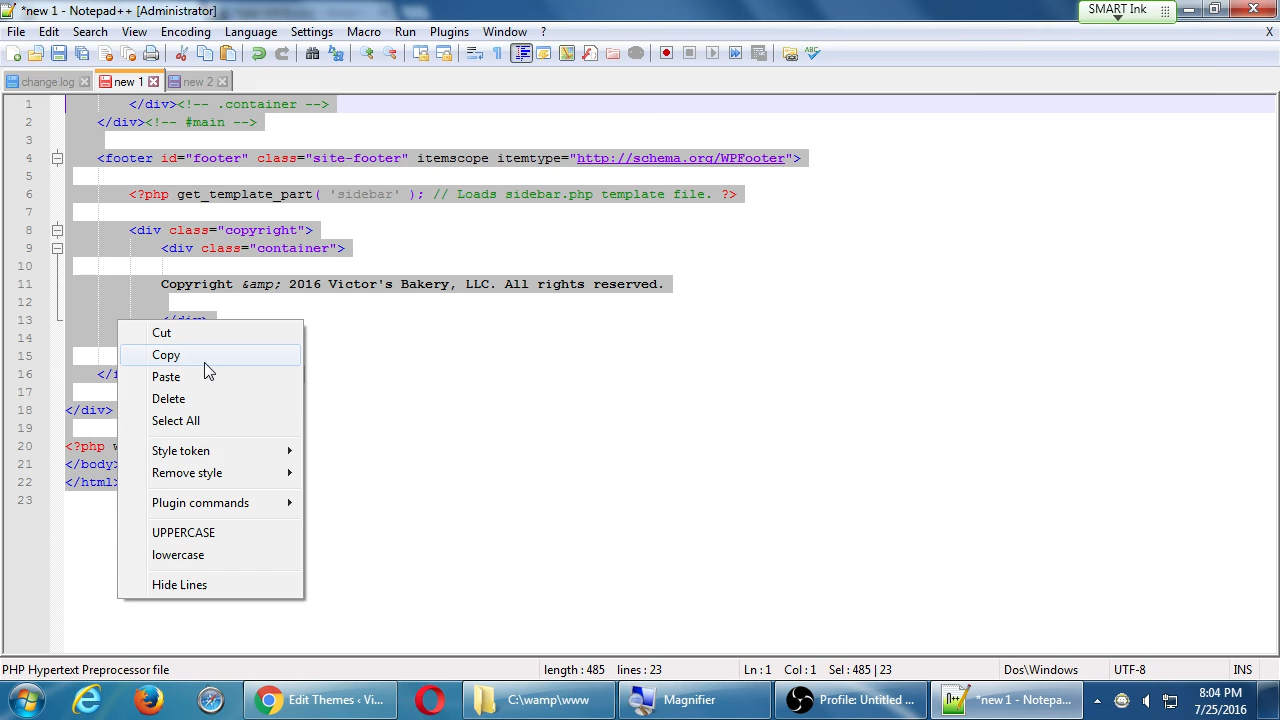 *new 1 - Notepad++ [Administrator]
SMART Ink
File Edit Search View Encoding Language Settings Macro Run Plugins Window ? X
change.log new 1 new 2
1 </div><!-- .container -->
2 </div><!-- #main -->
3
4 <footer id="footer" class="site-footer" itemscope itemtype="http://schema.org/WPFooter">
5
6 <?php get_template_part( 'sidebar' ); // Loads sidebar.php template file. ?>
7
8 <div class="copyright">
9 <div class="container">
10
11 Copyright &amp; 2016 Victor's Bakery, LLC. All rights reserved.
12
13 </div>
14
15
16 </f
17
18 </div>
19
20 <?php w
21 </body>
22 </html>
23
Cut
Copy
Paste
Delete
Select All
Style token
Remove style
Plugin commands
UPPERCASE
lowercase
Hide Lines
PHP Hypertext Preprocessor file length : 485 lines : 23 Ln : 1 Col : 1 Sel : 485 | 23 Dos\Windows UTF-8 INS
Edit Themes ‹ Vi... C:\wamp\www Magnifier Profile: Untitled ... *new 1 - Notepa... 8:04 PM
7/25/2016